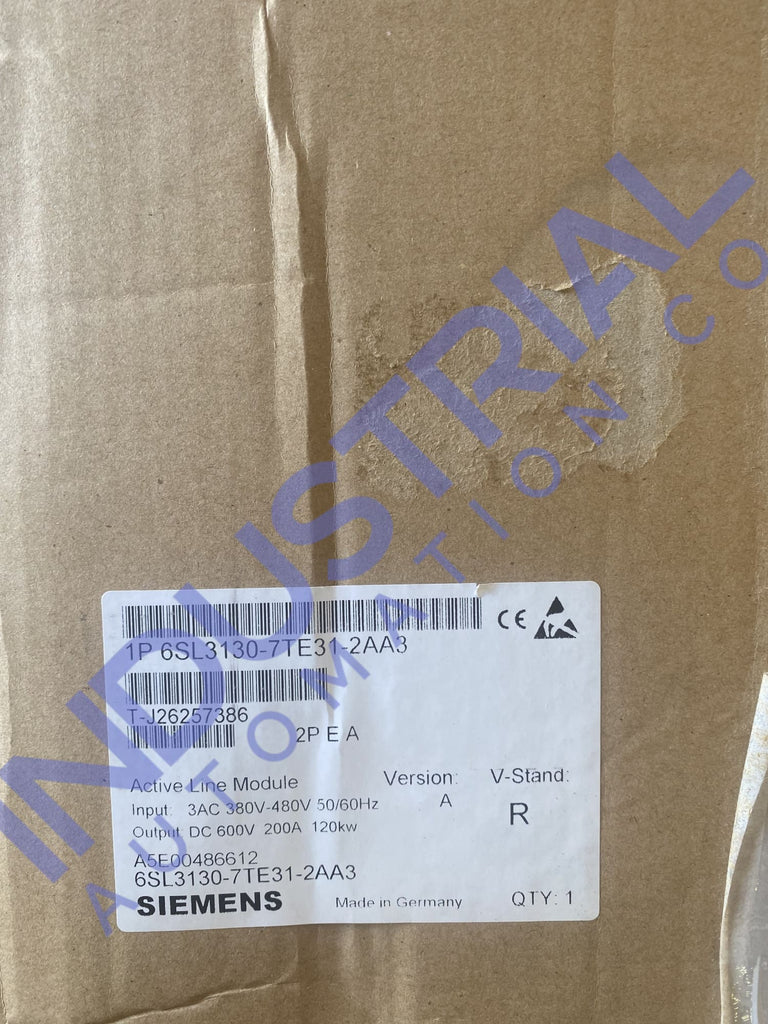 INDUSTRIAL
AUTOMATION CO
1P 6SL3130-7TE31-2AA3
CE
T-J26257386
2P E A
Active Line Module
Version: V-Stand:
Input: 3AC 380V-480V 50/60Hz
A
R
Output: DC 600V 200A 120kw
A5E00486612
6SL3130-7TE31-2AA3
SIEMENS Made in Germany QTY: 1